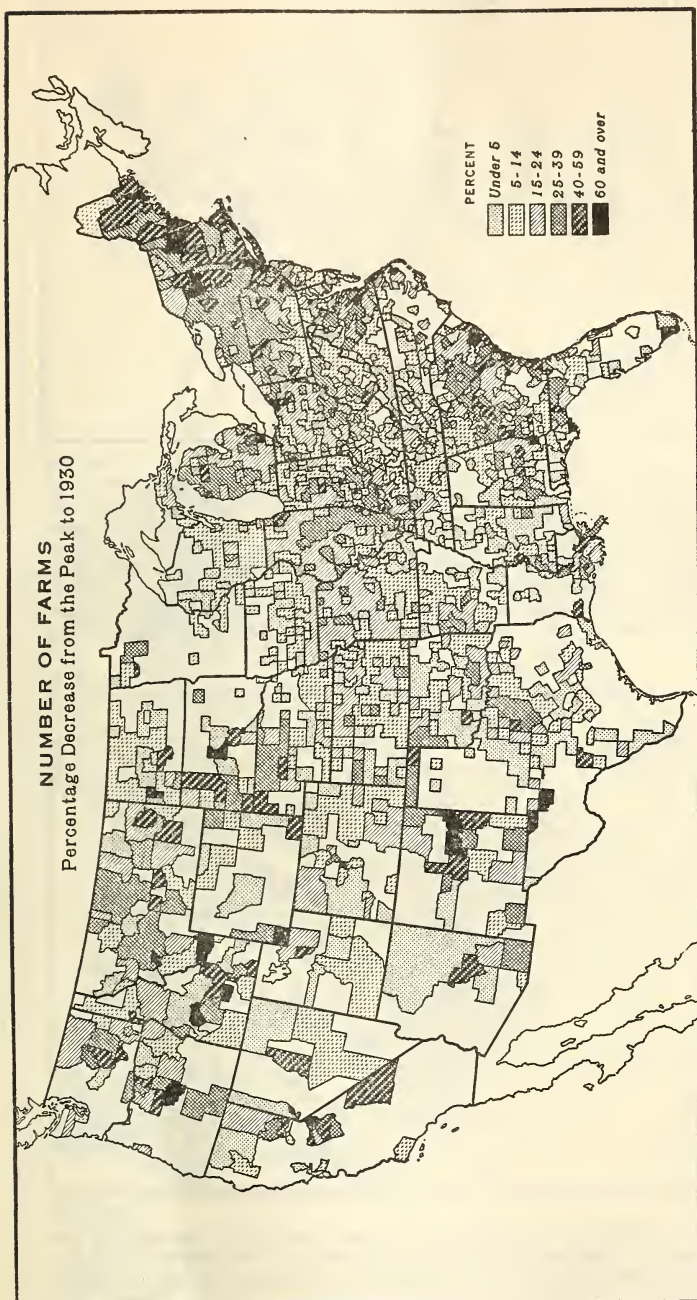 NUMBER OF FARMS
Percentage Decrease from the Peak to 1930
PERCENT
Under 5
5-14
15-24
25-39
40-59
60 and over